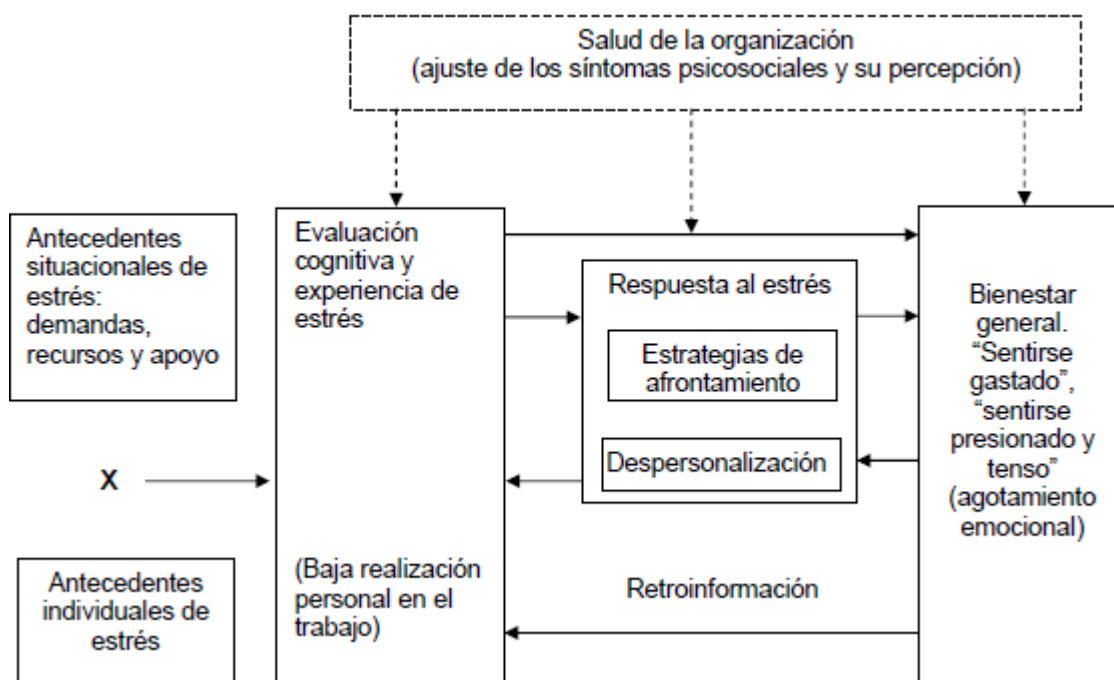 Salud de la organización
(ajuste de los síntomas psicosociales y su percepción)
Antecedentes
situacionales de
estrés:
demandas,
recursos y apoyo
X
Antecedentes
individuales de
estrés
Evaluación
cognitiva y
experiencia de
estrés
(Baja realización
personal en el
trabajo)
Respuesta al estrés
Estrategias de
afrontamiento
Despersonalización
Retroinformación
Bienestar
general.
“Sentirse
gastado”,
“sentirse
presionado y
tenso”
(agotamiento
emocional)